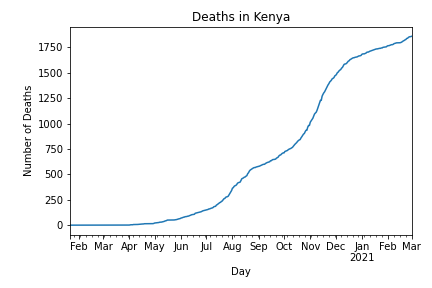 Deaths in Kenya
Number of Deaths
1750
1500
1250
1000
750
500
250
0
Feb Mar Apr May Jun Jul Aug Sep Oct Nov Dec Jan Feb Mar
2021
Day